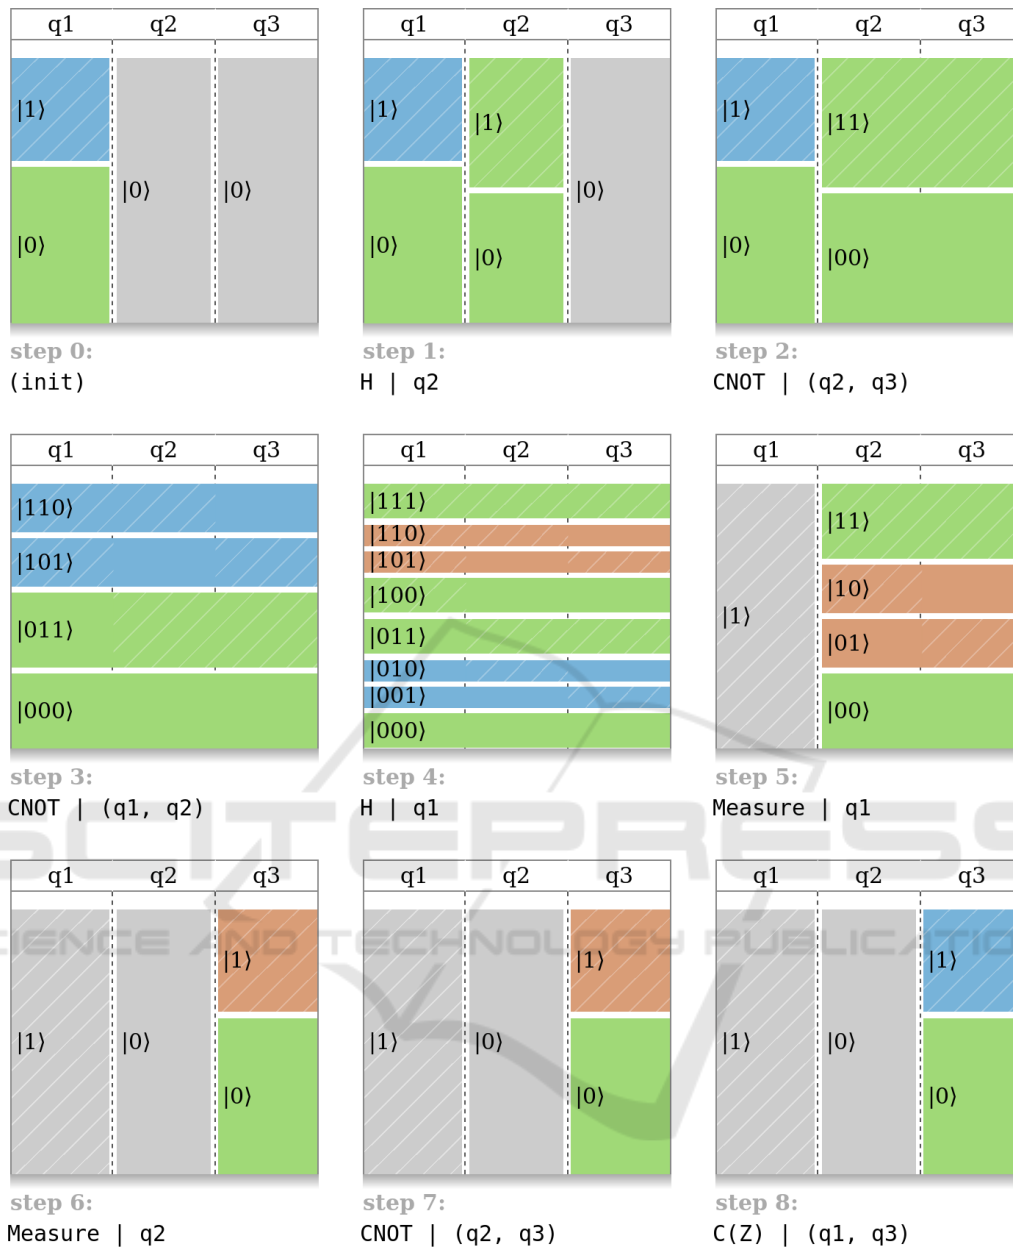 q1 q2 q3 q1 q2 q3 q1 q2 q3
|1⟩ |1⟩ |1⟩
|1⟩ |11⟩
|0⟩ |0⟩ |0⟩
|0⟩ |0⟩ |0⟩
|0⟩ |00⟩
step 0: step 1: step 2:
(init) H | q2 CNOT | (q2, q3)
q1 q2 q3 q1 q2 q3 q1 q2 q3
|110⟩ |111⟩ |11⟩
|110⟩
|101⟩ |101⟩
|100⟩ |10⟩
|1⟩
|011⟩ |011⟩ |01⟩
|010⟩
|001⟩
|000⟩ |000⟩ |00⟩
step 3: step 4: step 5:
CNOT | (q1, q2) H | q1 Measure | q1
SCITEPRESS
q1 q2 q3 q1 q2 q3 q1 q2 q3
SCIENCE AND TECHNOLOGY PUBLICATIO
|1⟩ |1⟩ |1⟩
|1⟩ |0⟩ |1⟩ |0⟩ |1⟩ |0⟩
|0⟩ |0⟩ |0⟩
step 6: step 7: step 8:
Measure | q2 CNOT | (q2, q3) C(Z) | (q1, q3)